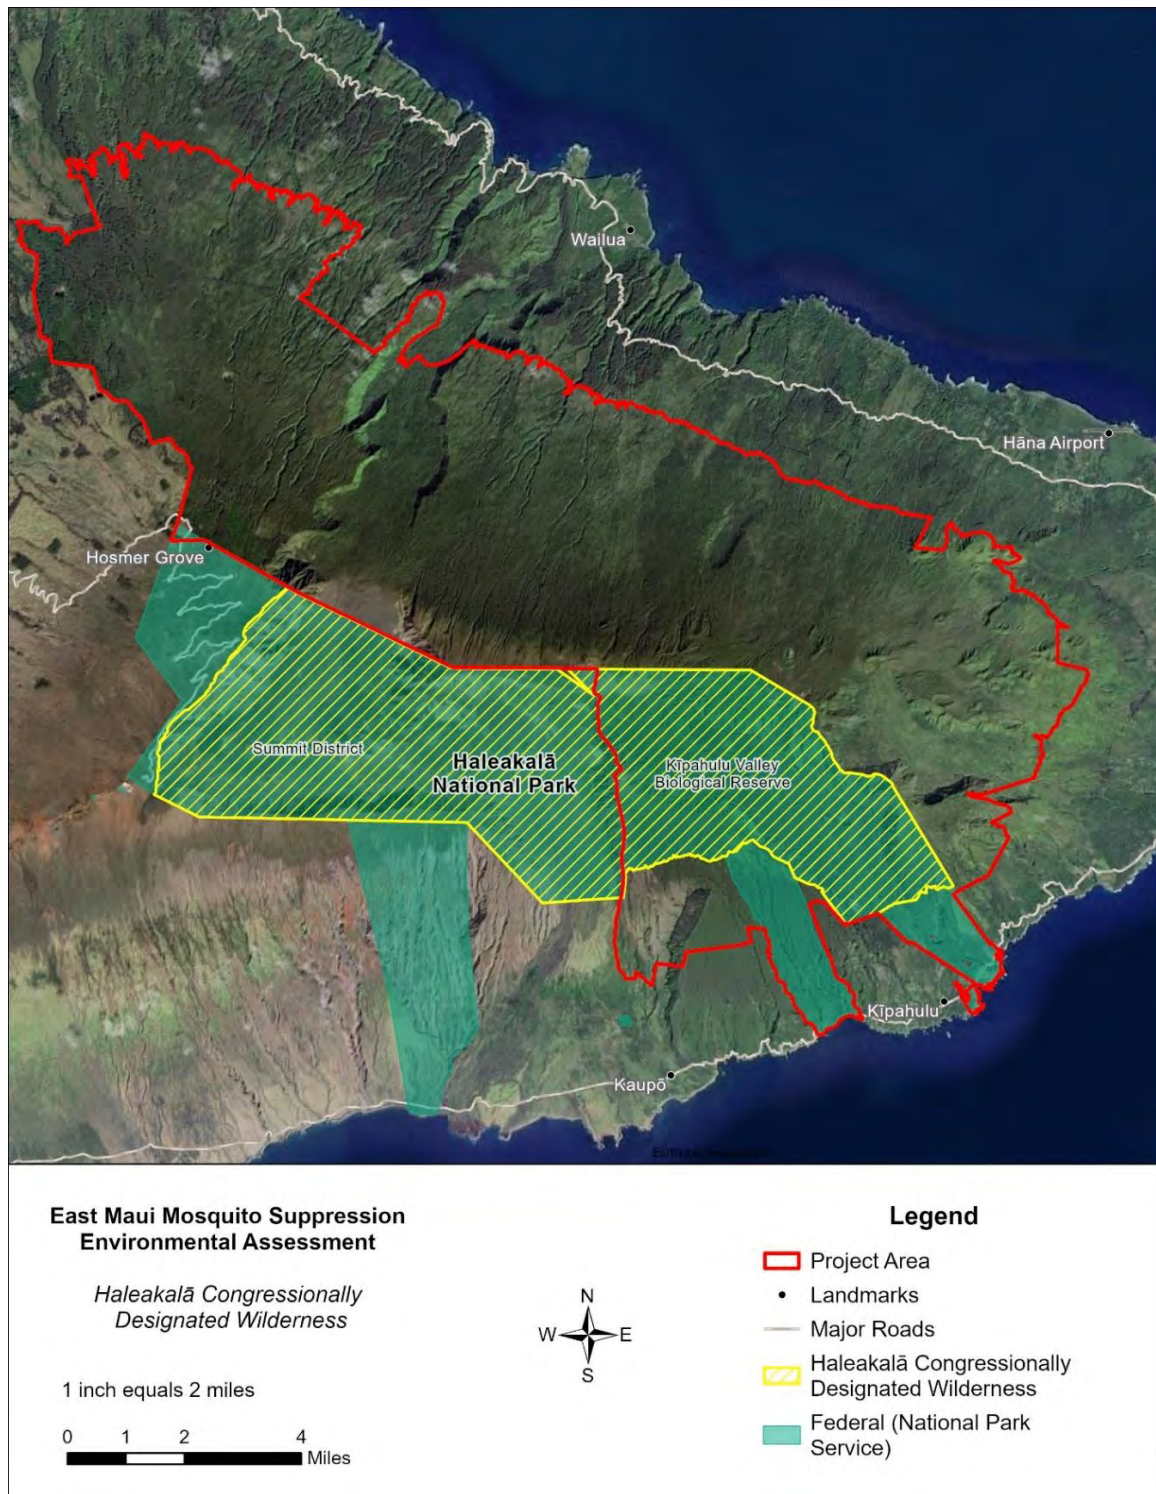 Wailua
Hāna Airport
Hosmer Grove
Summit District
Haleakalā
National Park
Kīpahulu Valley
Biological Reserve
Kīpahulu
Kaupō
East Maui Mosquito Suppression
Environmental Assessment
Haleakalā Congressionally
Designated Wilderness
1 inch equals 2 miles
0 1 2 4
Miles
N
W E
S
Legend
Project Area
Landmarks
Major Roads
Haleakalā Congressionally
Designated Wilderness
Federal (National Park
Service)